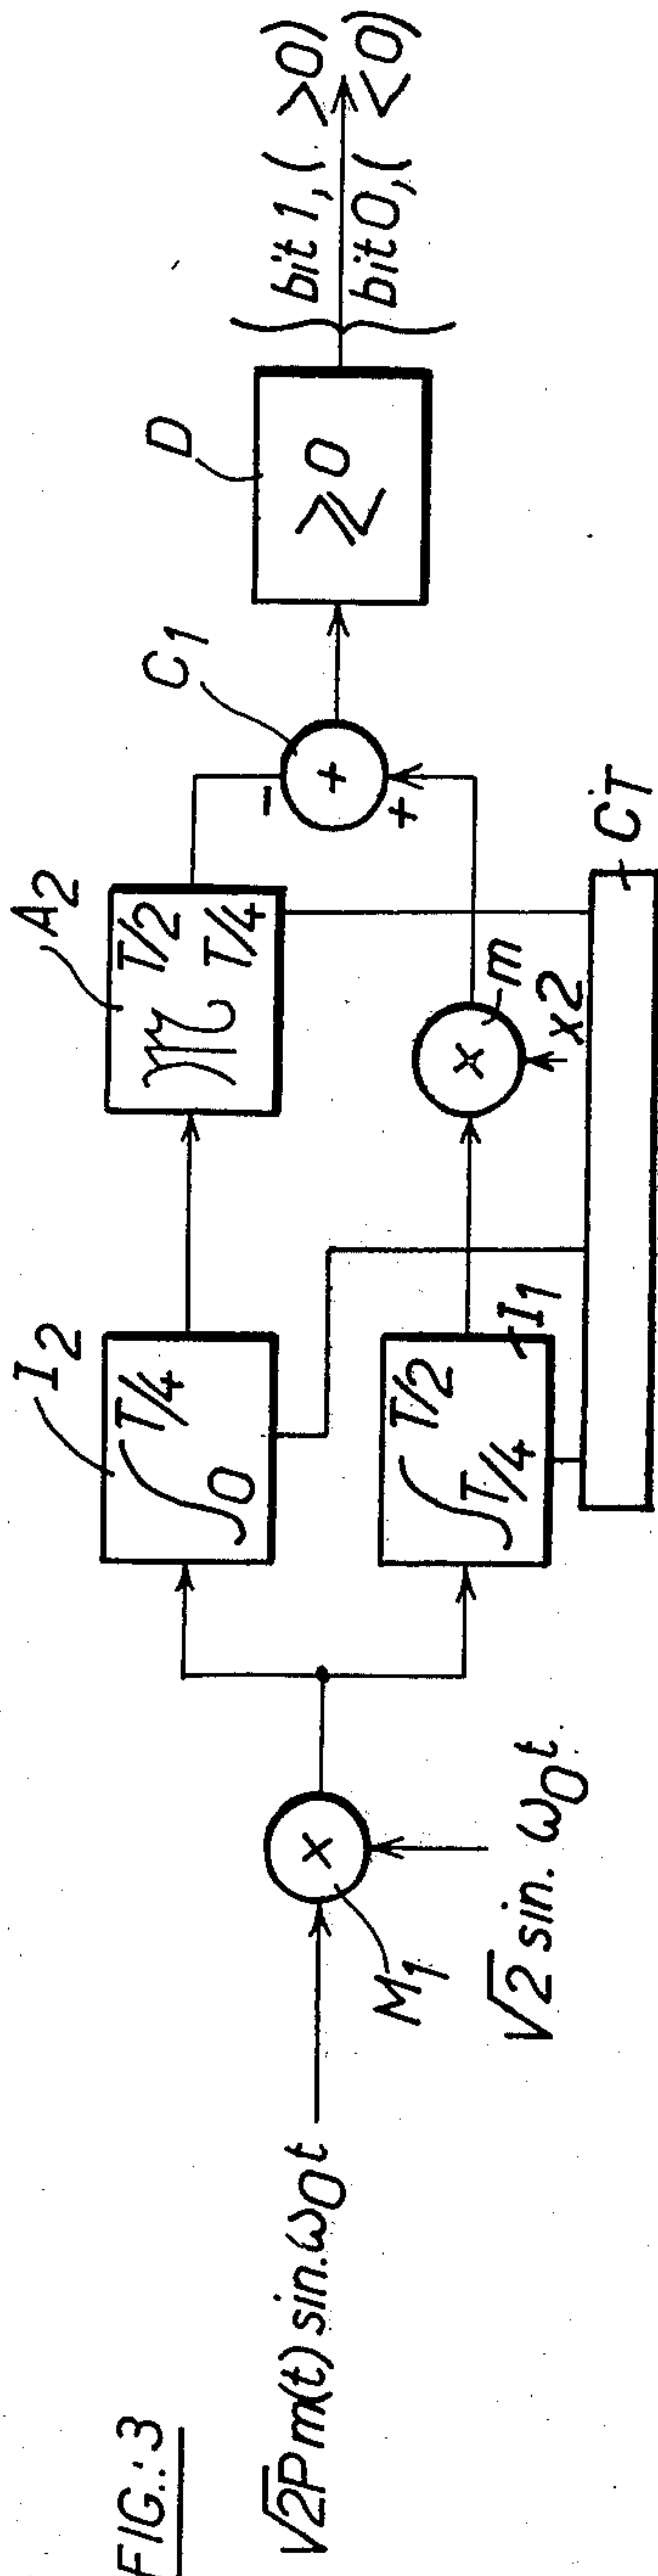 FIG.:3
√2P m(t) sin.ω0t
×
M1
√2 sin. ω0t.
I2
∫0 T/4
∫T/4 T/2
I1
A2
T/2
T/4
×
m
x2
CT
C1
−
+
+
D
⩾0
bit 1, ( >0)
bit 0, ( <0)